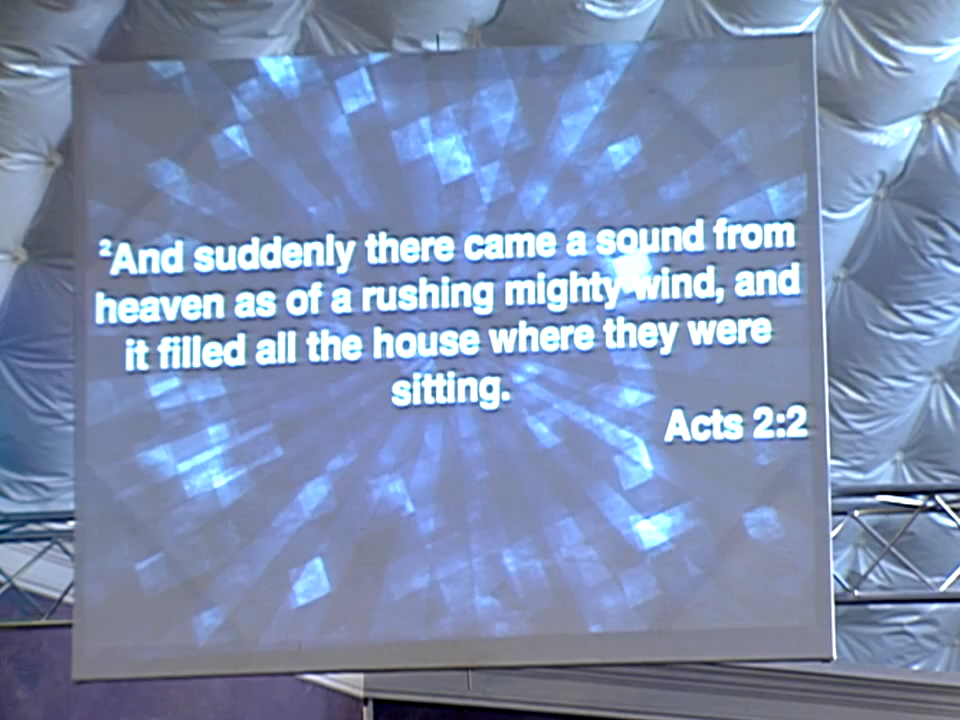 ²And suddenly there came a sound from
heaven as of a rushing mighty wind, and
it filled all the house where they were
sitting.
Acts 2:2